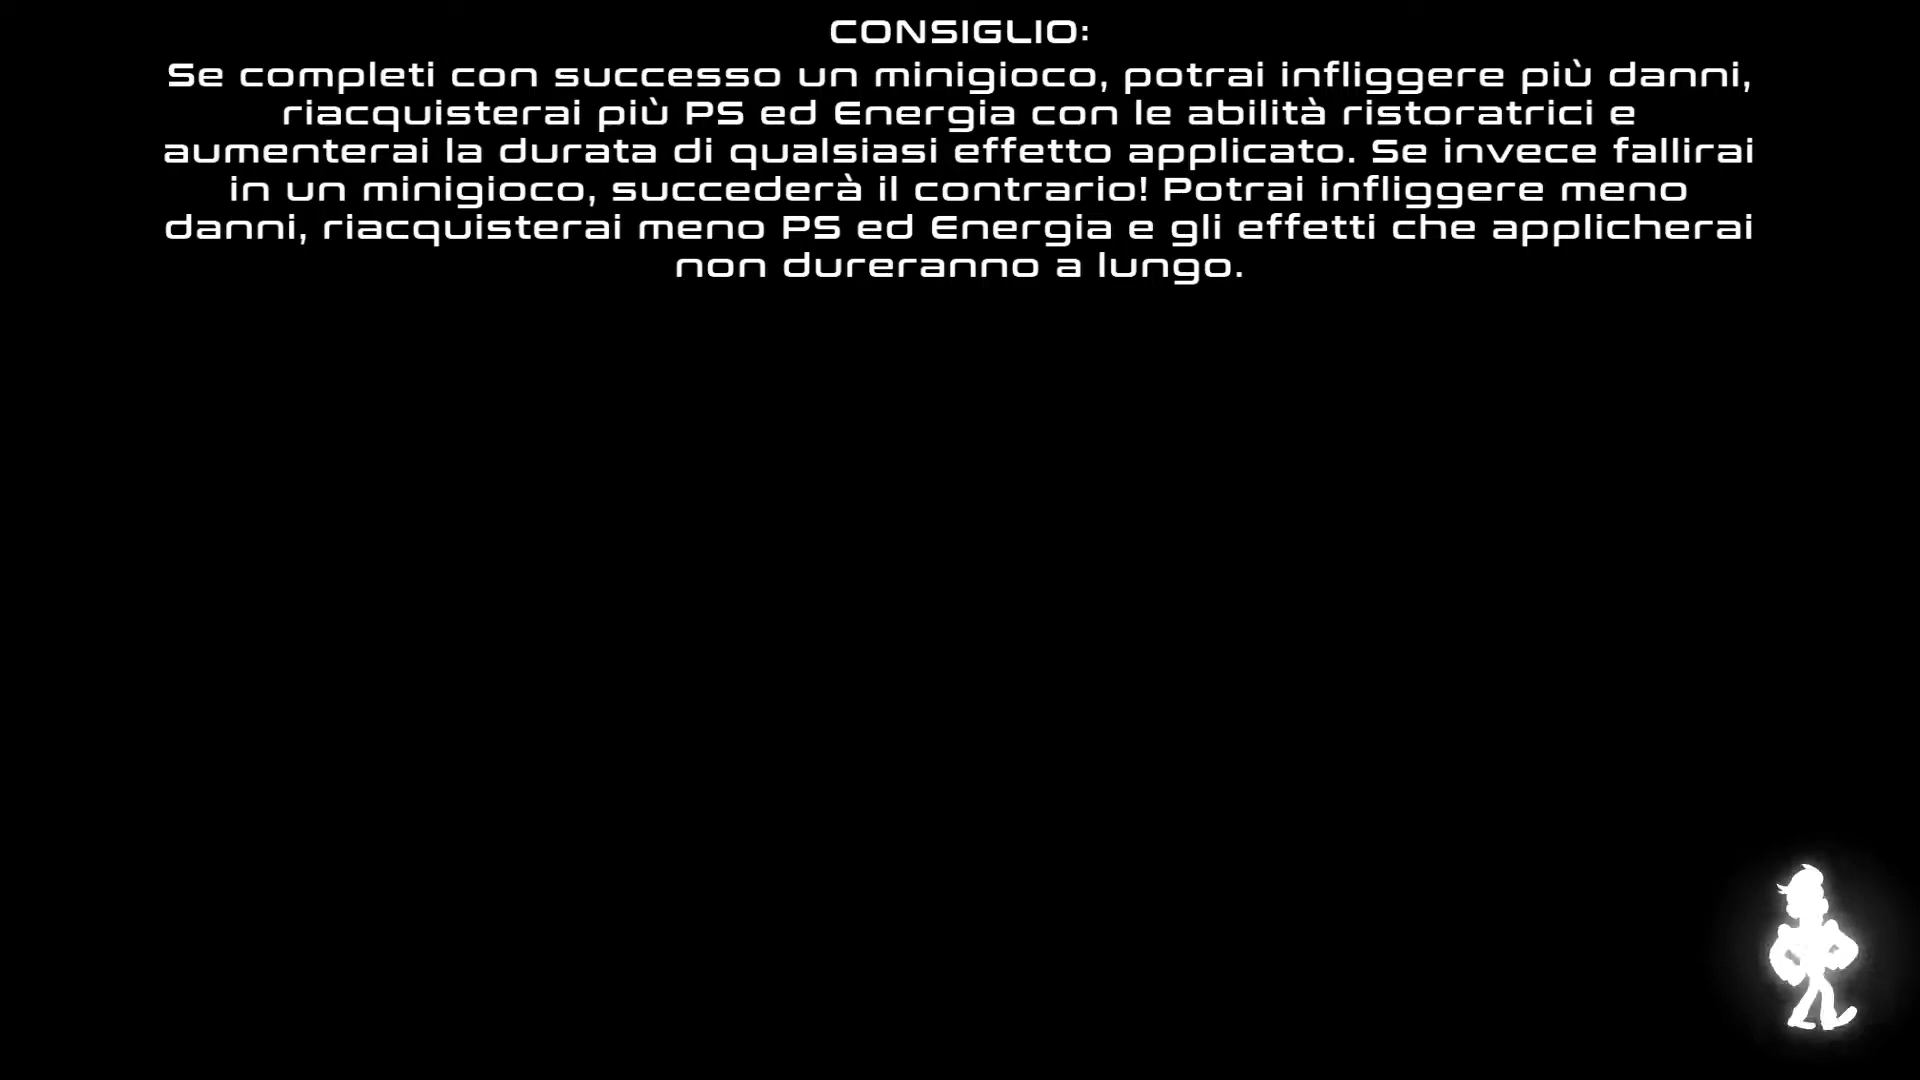 CONSIGLIO:
Se completi con successo un minigioco, potrai infliggere più danni,
riacquisterai più PS ed Energia con le abilità ristoratrici e
aumenterai la durata di qualsiasi effetto applicato. Se invece fallirai
in un minigioco, succederà il contrario! Potrai infliggere meno
danni, riacquisterai meno PS ed Energia e gli effetti che applicherai
non dureranno a lungo.